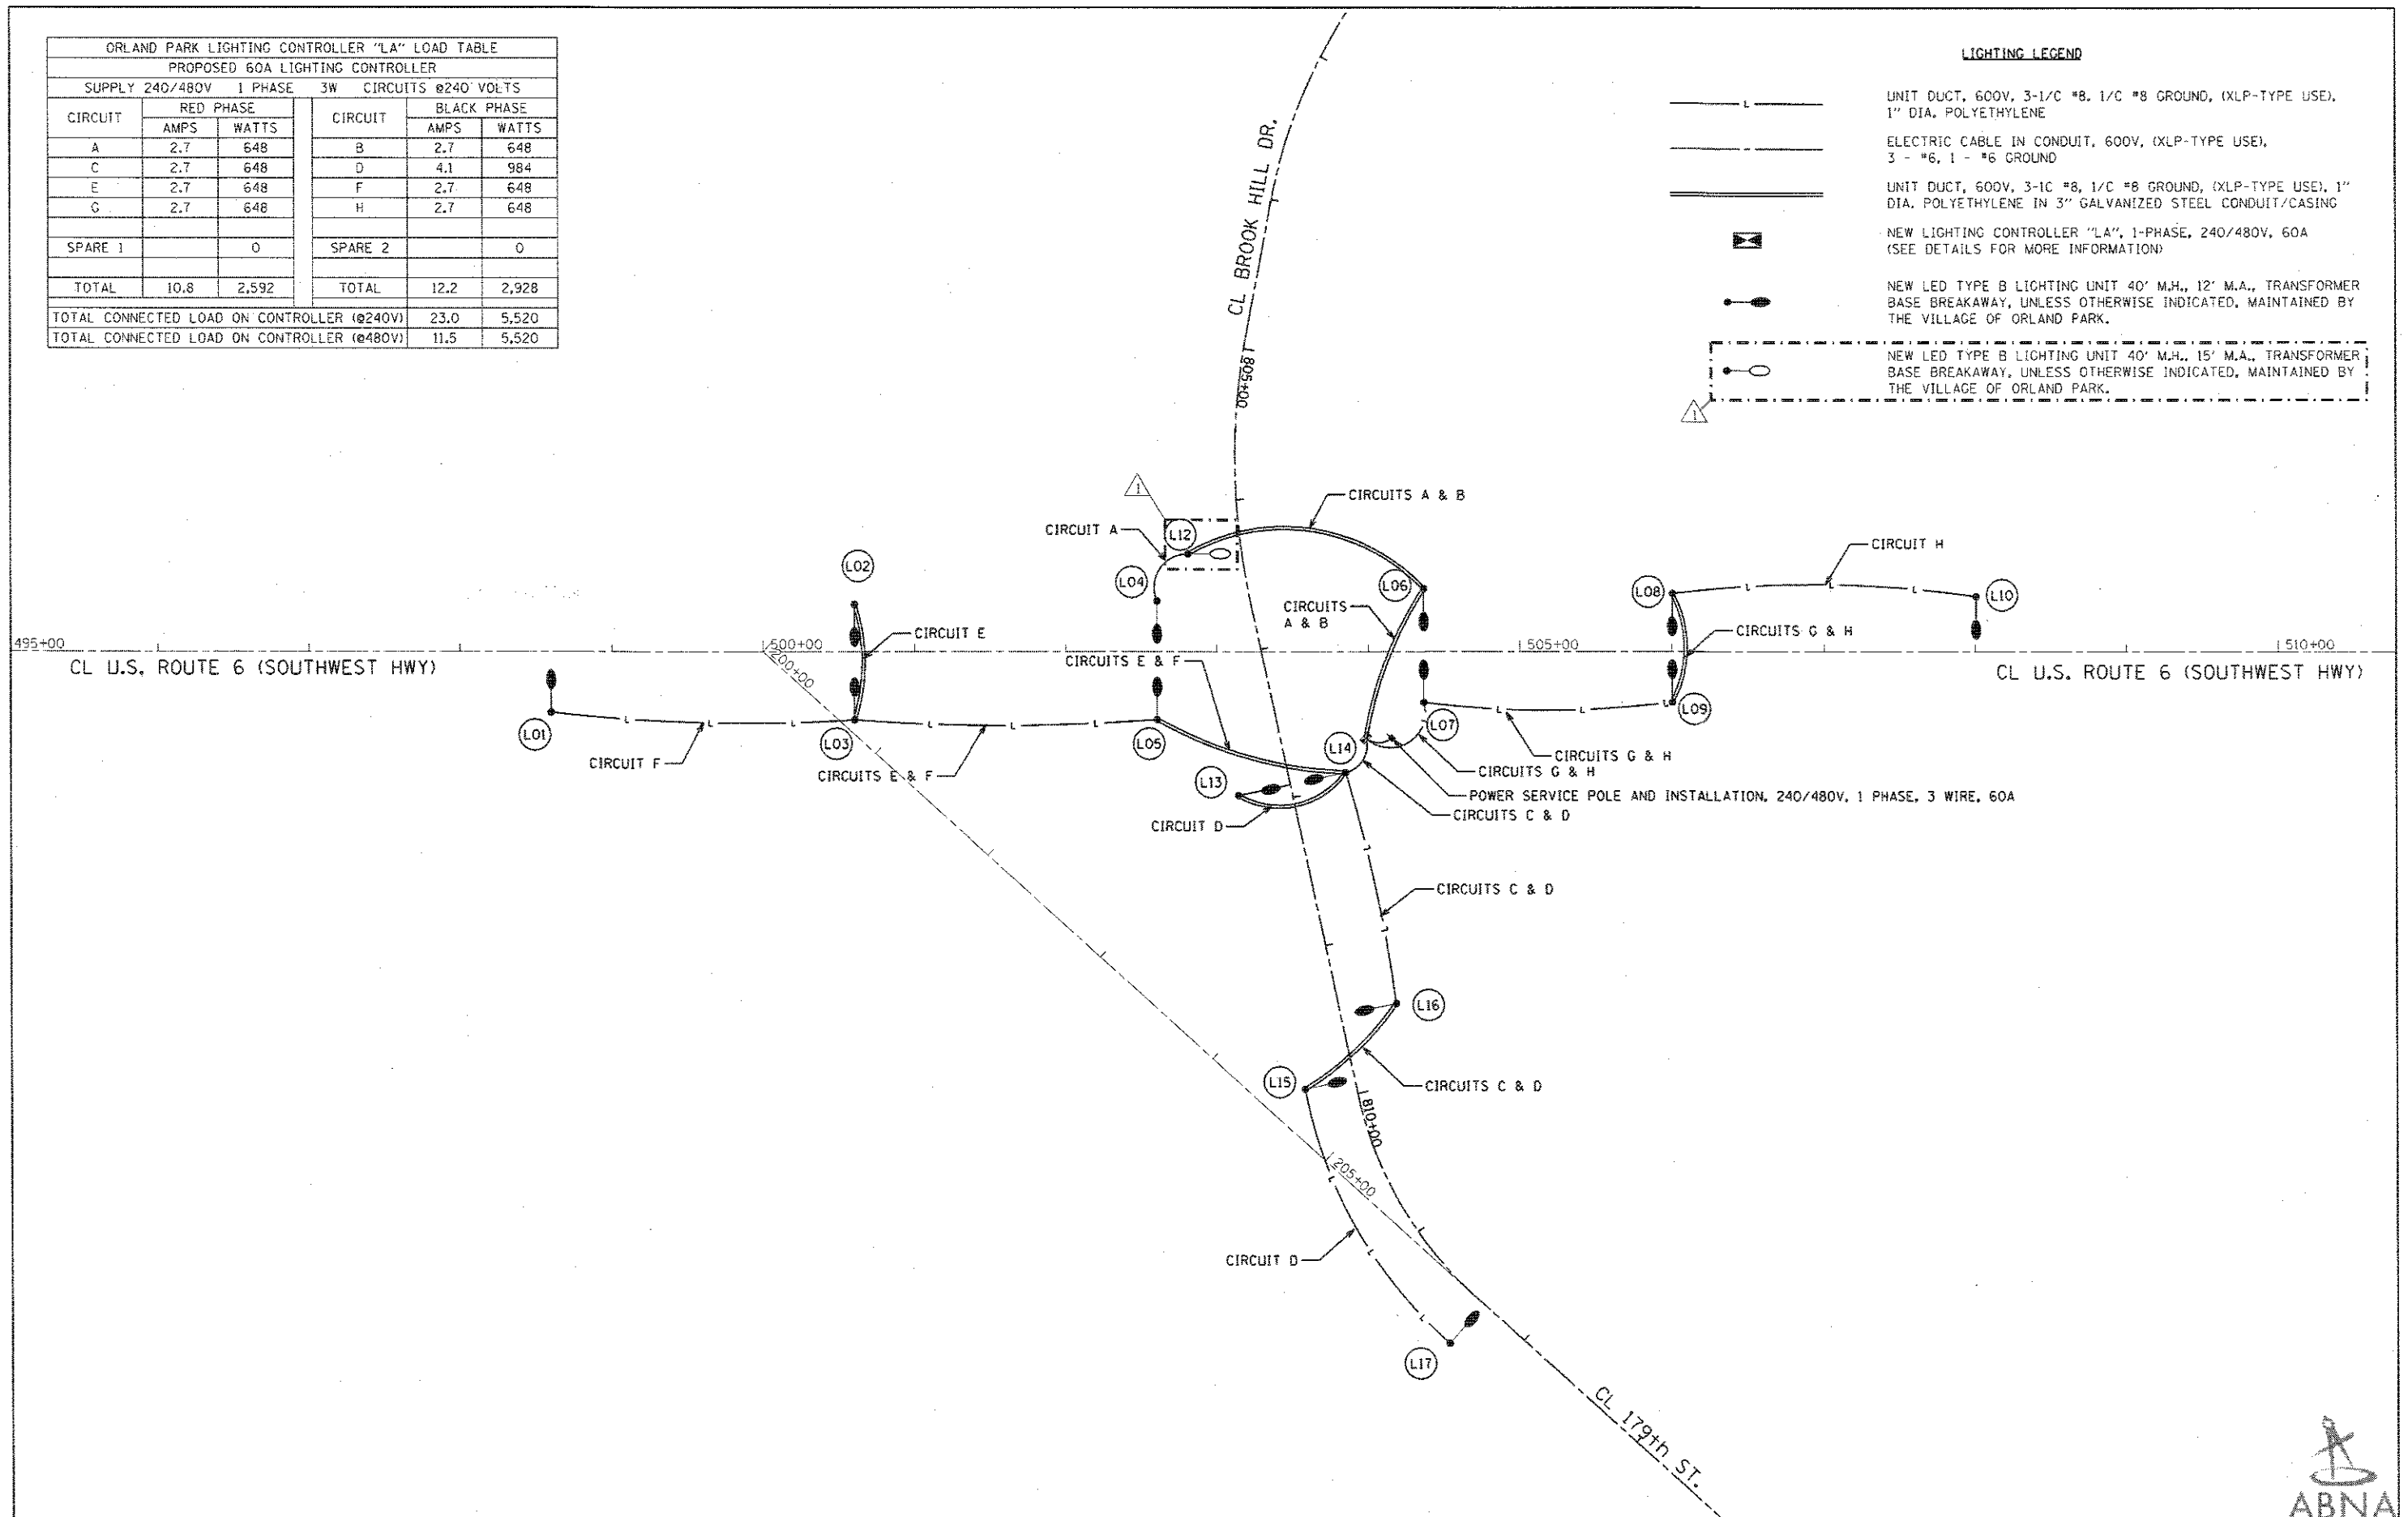 ORLAND PARK LIGHTING CONTROLLER "LA" LOAD TABLE
PROPOSED 60A LIGHTING CONTROLLER
SUPPLY 240/480V 1 PHASE 3W CIRCUITS @240 VOLTS
CIRCUIT RED PHASE CIRCUIT BLACK PHASE
AMPS WATTS AMPS WATTS
A 2.7 648 B 2.7 648
C 2.7 648 D 4.1 984
E 2.7 648 F 2.7 648
G 2.7 648 H 2.7 648
SPARE 1 0 SPARE 2 0
TOTAL 10.8 2,592 TOTAL 12.2 2,928
TOTAL CONNECTED LOAD ON CONTROLLER (@240V) 23.0 5,520
TOTAL CONNECTED LOAD ON CONTROLLER (@480V) 11.5 5,520
LIGHTING LEGEND
L
UNIT DUCT, 600V, 3-1/C #8, 1/C #8 GROUND, (XLP-TYPE USE),
1" DIA. POLYETHYLENE
ELECTRIC CABLE IN CONDUIT, 600V, (XLP-TYPE USE),
3 - #6, 1 - #6 GROUND
UNIT DUCT, 600V, 3-1C #8, 1/C #8 GROUND, (XLP-TYPE USE), 1"
DIA. POLYETHYLENE IN 3" GALVANIZED STEEL CONDUIT/CASING
NEW LIGHTING CONTROLLER "LA", 1-PHASE, 240/480V, 60A
(SEE DETAILS FOR MORE INFORMATION)
NEW LED TYPE B LIGHTING UNIT 40' M.H., 12' M.A., TRANSFORMER
BASE BREAKAWAY, UNLESS OTHERWISE INDICATED, MAINTAINED BY
THE VILLAGE OF ORLAND PARK.
NEW LED TYPE B LIGHTING UNIT 40' M.H., 15' M.A., TRANSFORMER
BASE BREAKAWAY, UNLESS OTHERWISE INDICATED, MAINTAINED BY
THE VILLAGE OF ORLAND PARK.
1
CL BROOK HILL DR.
805+00
1
CIRCUITS A & B
CIRCUIT A
L12
CIRCUIT H
L02
L04
L06
L08
L10
CIRCUITS
A & B
CIRCUIT E
CIRCUITS G & H
495+00
500+00
505+00
510+00
CL U.S. ROUTE 6 (SOUTHWEST HWY)
200+00
CIRCUITS E & F
CL U.S. ROUTE 6 (SOUTHWEST HWY)
L01
L03
L05
L07
L09
L14
CIRCUIT F
CIRCUITS E & F
L13
CIRCUITS G & H
CIRCUITS G & H
POWER SERVICE POLE AND INSTALLATION, 240/480V, 1 PHASE, 3 WIRE, 60A
CIRCUITS C & D
CIRCUIT D
CIRCUITS C & D
L16
L15
CIRCUITS C & D
810+00
205+00
CIRCUIT D
L17
CL 179th ST.
ABNA